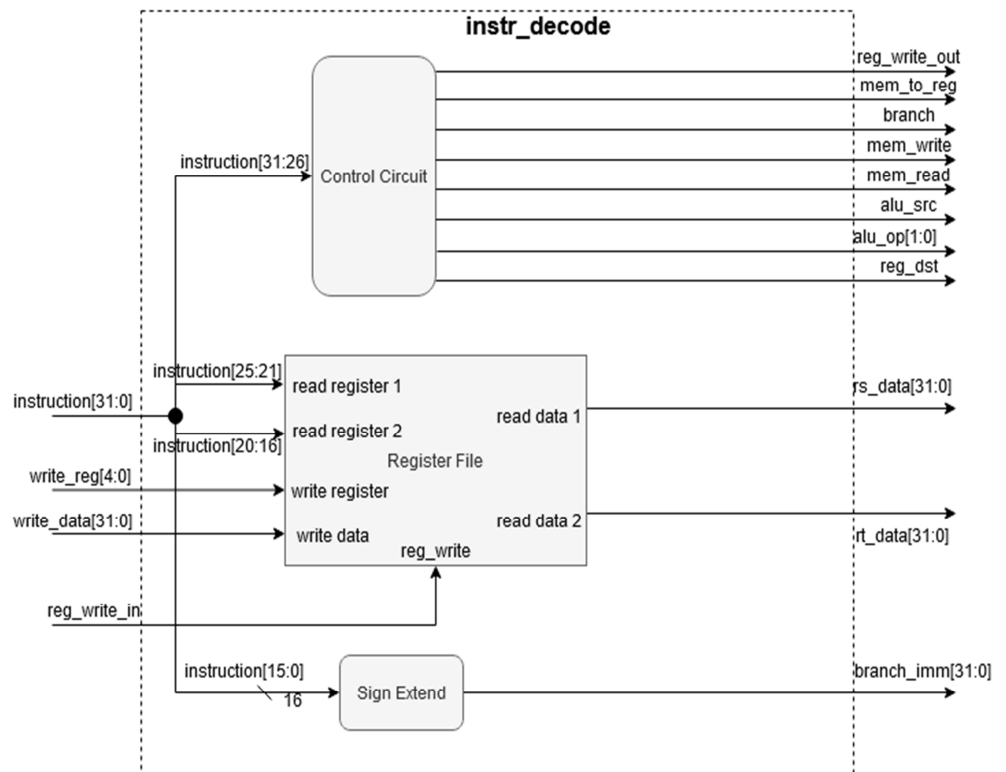 instr_decode
reg_write_out
mem_to_reg
branch
mem_write
instruction[31:26]
Control Circuit
mem_read
alu_src
alu_op[1:0]
reg_dst
instruction[25:21]
read register 1
rs_data[31:0]
instruction[31:0]
read data 1
read register 2
instruction[20:16]
Register File
write_reg[4:0]
write register
write_data[31:0]
read data 2
write data
rt_data[31:0]
reg_write
reg_write_in
instruction[15:0]
branch_imm[31:0]
Sign Extend
16